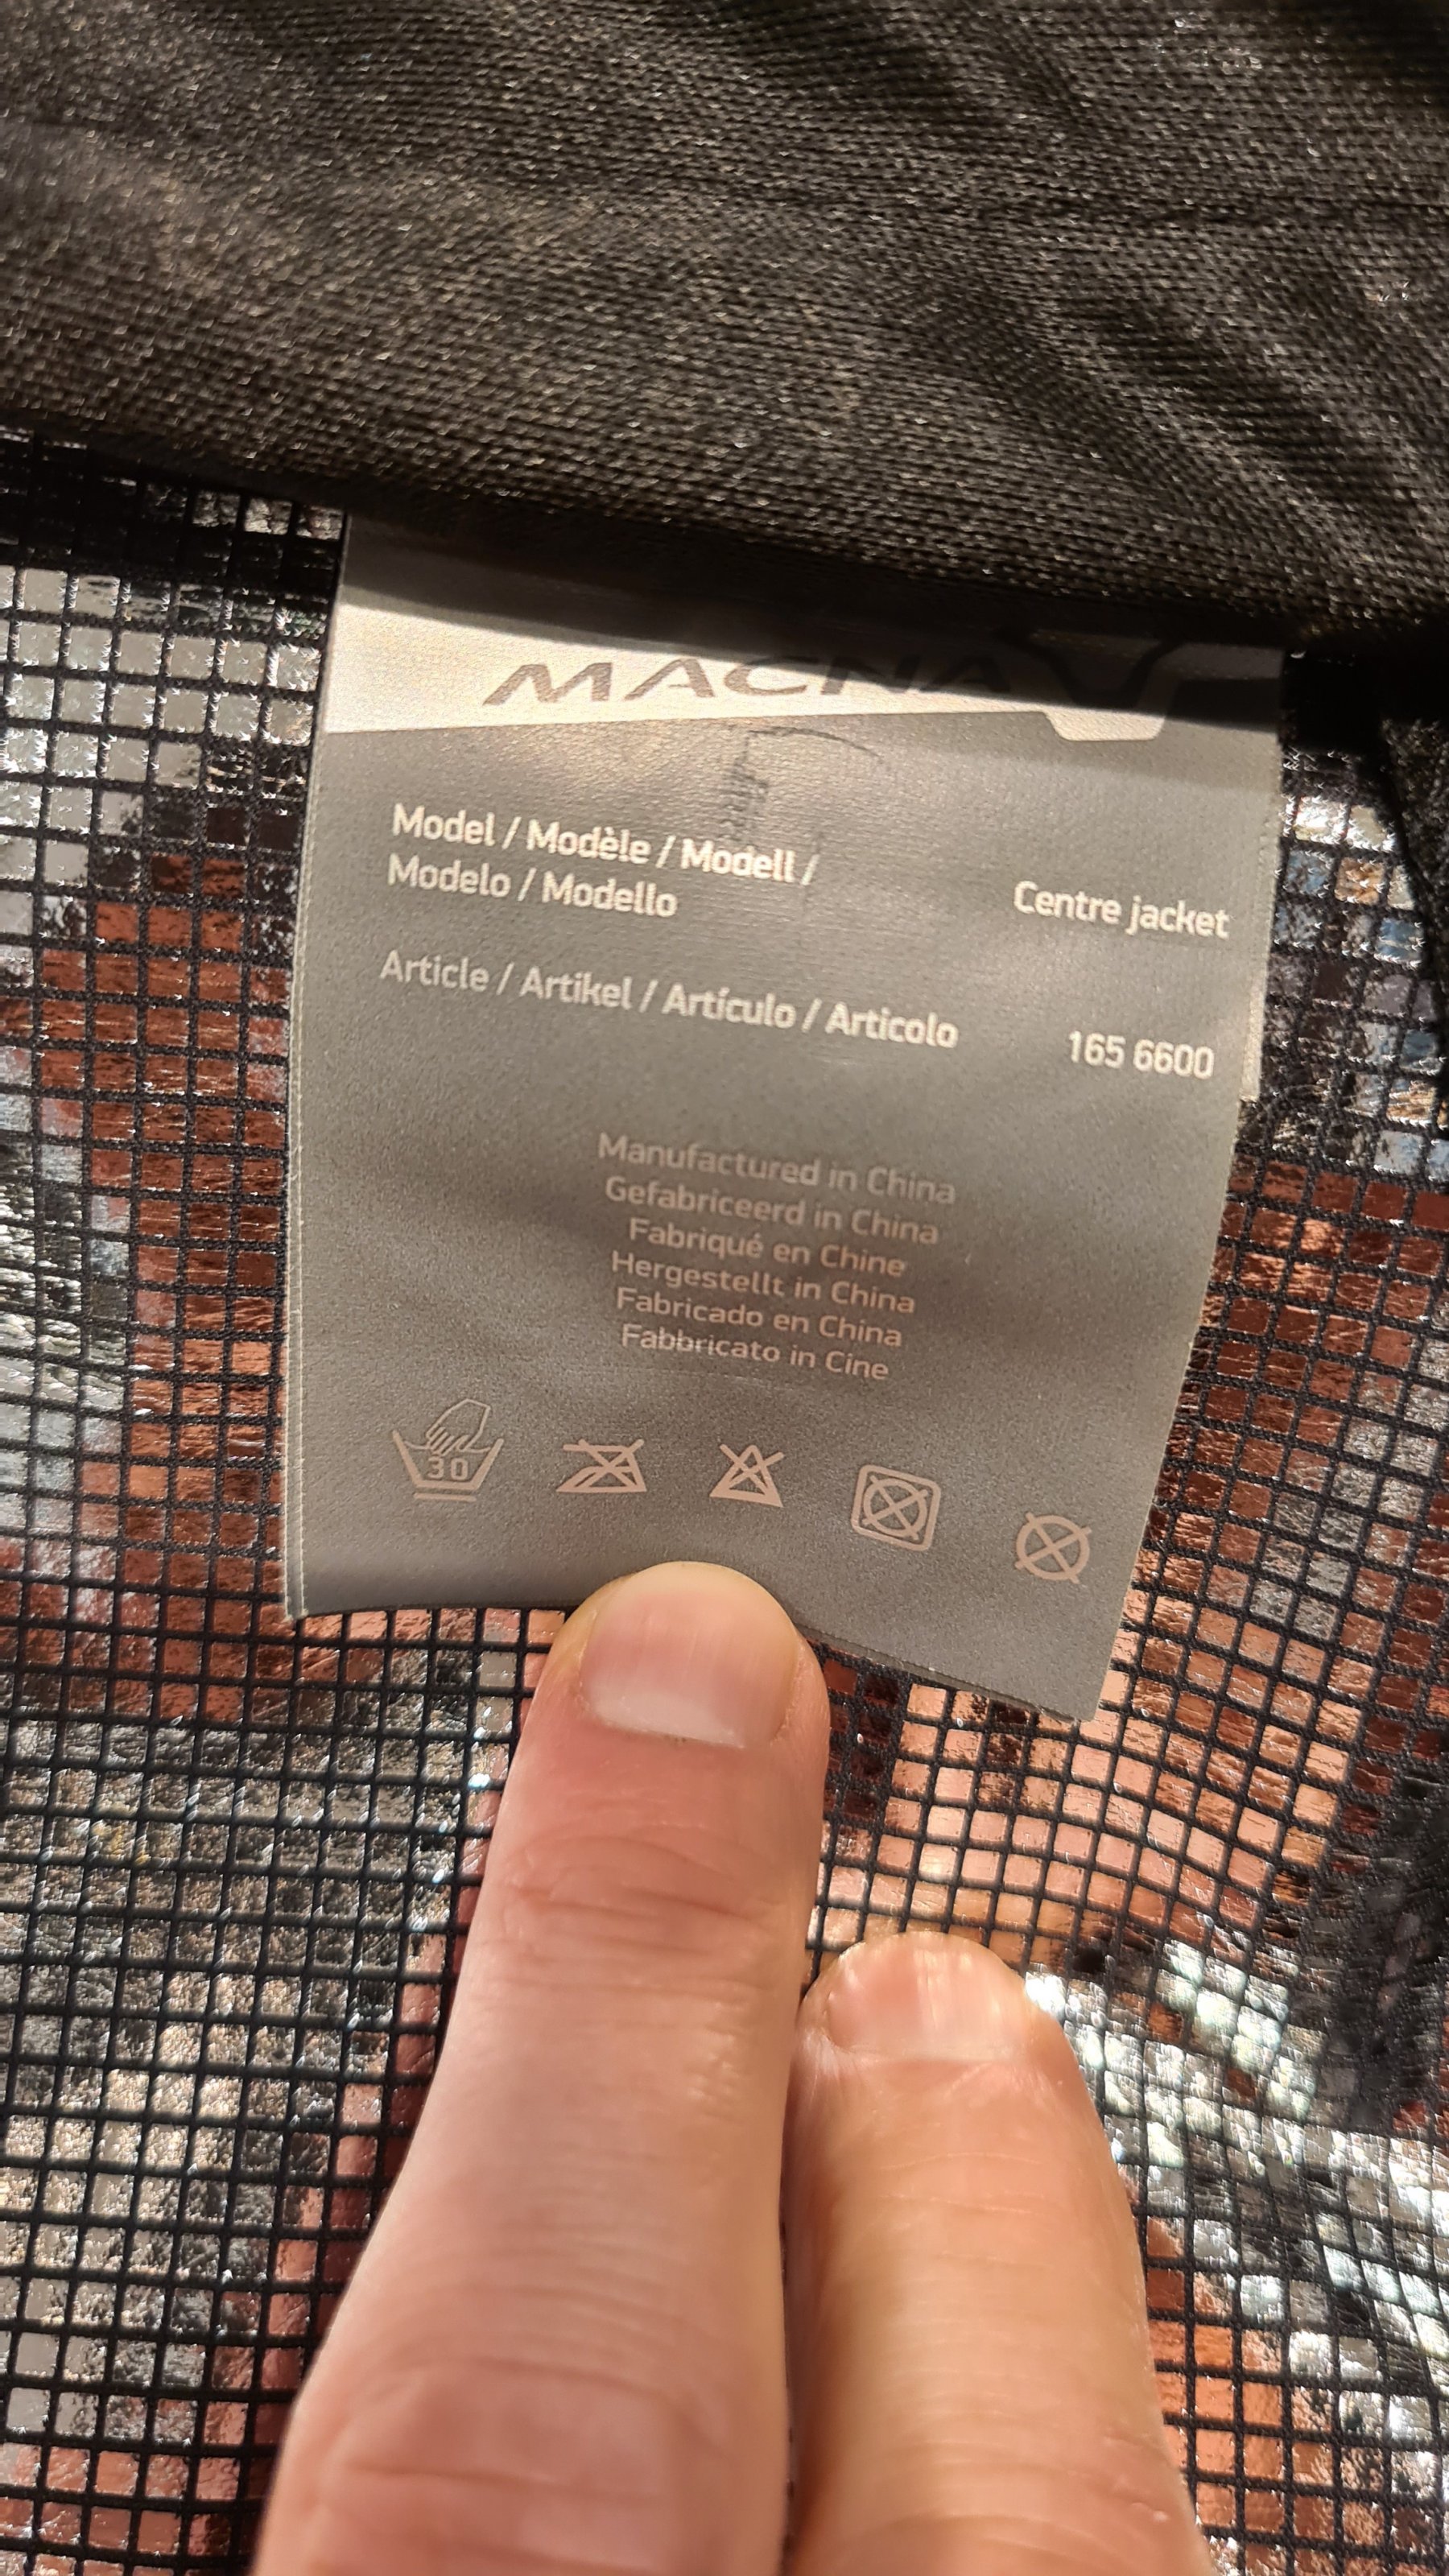 MACNA
Model / Modèle / Modell /
Modelo / Modello
Centre jacket
Article / Artikel / Artículo / Articolo
165 6600
Manufactured in China
Gefabriceerd in China
Fabriqué en Chine
Hergestellt in China
Fabricado en China
Fabbricato in Cine
30